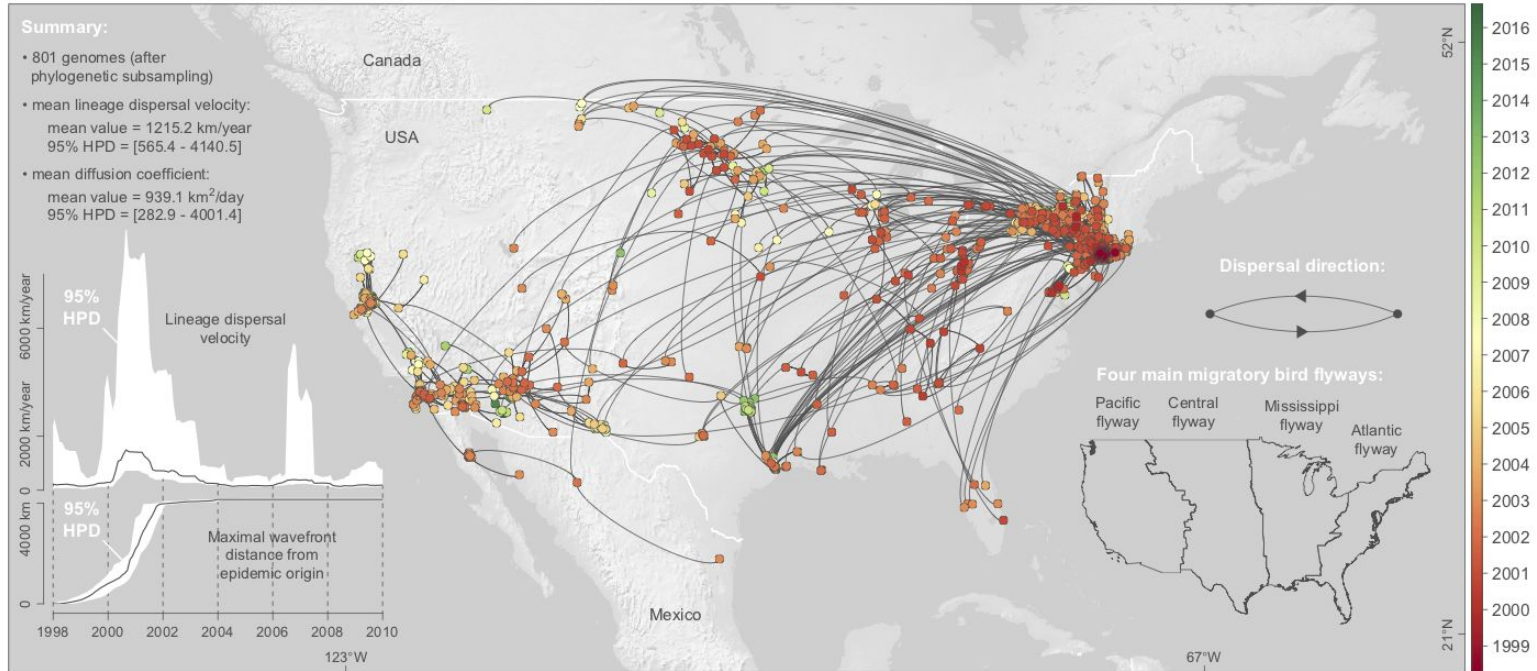 Summary:
• 801 genomes (after
phylogenetic subsampling)
• mean lineage dispersal velocity:
mean value = 1215.2 km/year
95% HPD = [565.4 - 4140.5]
• mean diffusion coefficient:
mean value = 939.1 km²/day
95% HPD = [282.9 - 4001.4]
95%
HPD
Lineage dispersal
velocity
6000 km/year
2000 km/year
0
95%
HPD
Maximal wavefront
distance from
epidemic origin
4000 km
0
1998
2000
2002
2004
2006
2008
2010
Canada
USA
Mexico
123°W
67°W
52°N
21°N
Dispersal direction:
Four main migratory bird flyways:
Pacific
flyway
Central
flyway
Mississippi
flyway
Atlantic
flyway
2016
2015
2014
2013
2012
2011
2010
2009
2008
2007
2006
2005
2004
2003
2002
2001
2000
1999